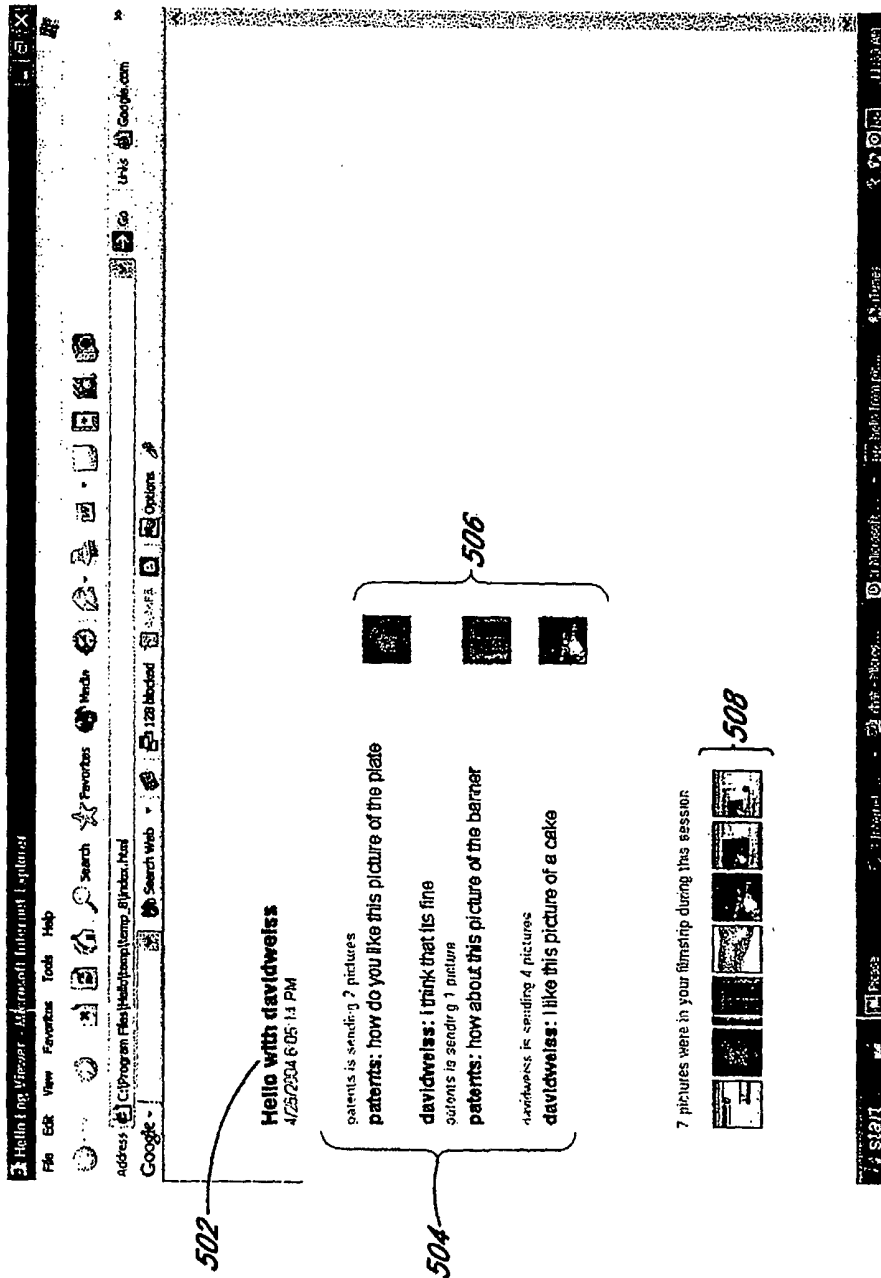 Hello Log Viewer - Microsoft Internet Explorer
File Edit View Favorites Tools Help
Search Favorites Media
Address C:\Program Files\Hello\temp\temp_8\index.html Go Links Google.com
Google Search Web 128 blocked Options
502
Hello with davidweiss
4/26/2004 6:05:14 PM
504
patents is sending 2 pictures
patents: how do you like this picture of the plate
506
davidweiss: i think that its fine
patents is sending 1 picture
patents: how about this picture of the banner
davidweiss is sending 4 pictures
davidweiss: I like this picture of a cake
7 pictures were in your filmstrip during this session
508
start